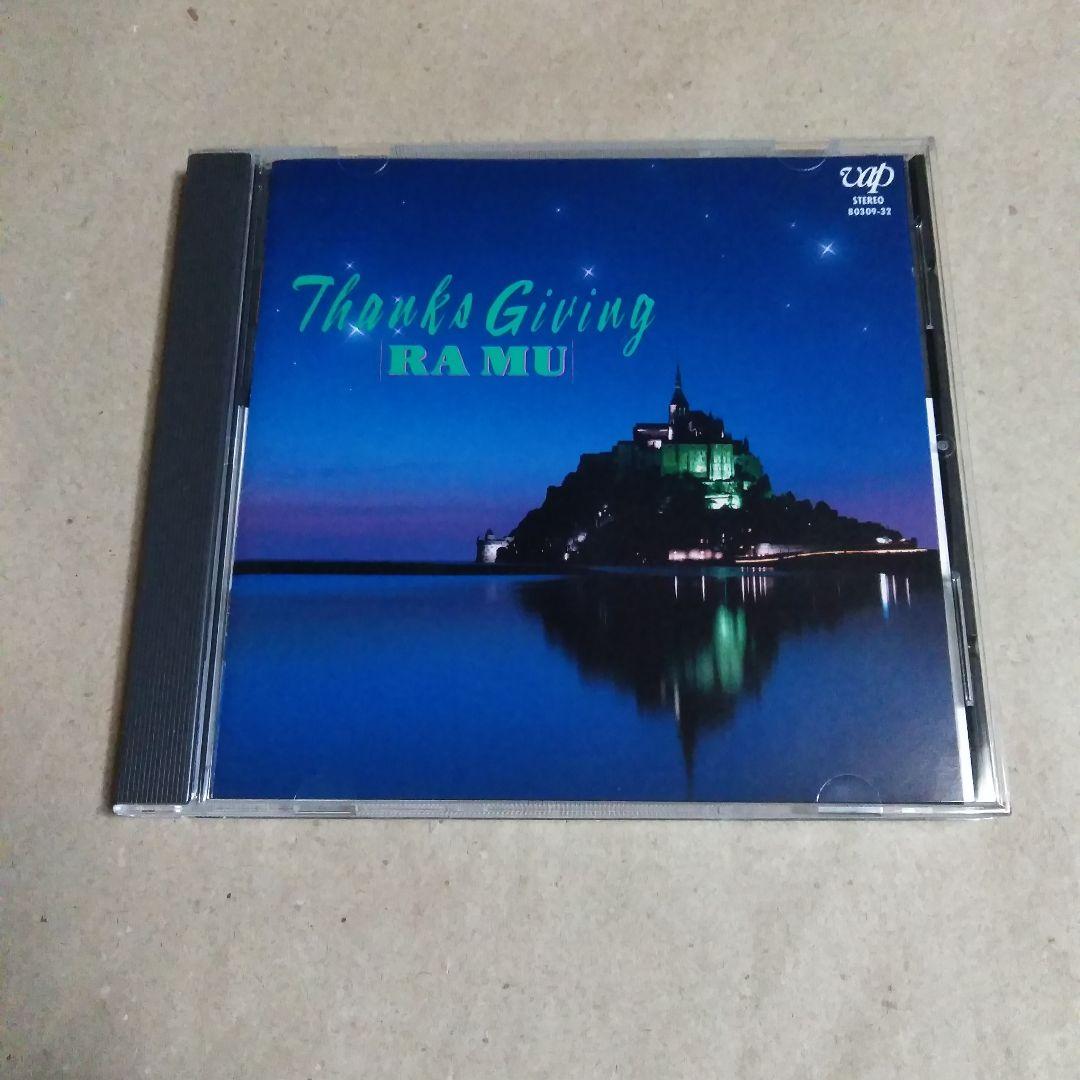 vap
STEREO
80309-32
Thanks Giving
RA MU